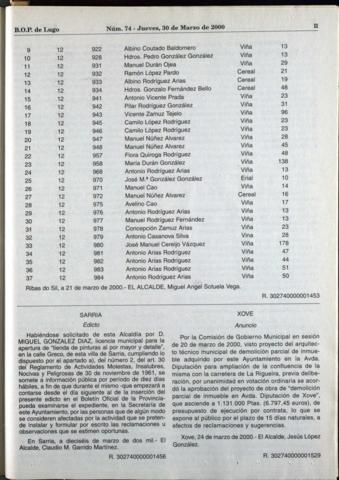 B.O.P. de Lugo Núm. 74 - Jueves, 30 de Marzo de 2000 11
9 12 922 Albino Coutado Baldomero Viña 13
10 12 928 Hdros. Pedro González González Viña 13
11 12 931 Manuel Durán Ojea Viña 29
12 12 932 Ramón López Pardo Cereal 21
13 12 933 Albino Rodríguez Arias Viña 19
14 12 934 Hdros. Gonzalo Fernández Bello Cereal 48
15 12 941 Antonio Vicente Prada Viña 23
16 12 942 Pilar Rodríguez González Viña 31
17 12 943 Vicente Zamuz Tejelo Viña 96
18 12 945 Camilo López Rodríguez Viña 23
19 12 946 Camilo López Rodríguez Viña 23
20 12 947 Manuel Núñez Alvarez Viña 28
21 12 948 Manuel Núñez Alvarez Viña 45
22 12 957 Flora Quiroga Rodríguez Viña 48
23 12 958 María Durán González Viña 138
24 12 968 Antonio Rodríguez Arias Viña 13
25 12 970 José M.ª González González Erial 10
26 12 971 Manuel Cao Viña 14
27 12 972 Manuel Núñez Alvarez Cereal 16
28 12 975 Avelino Cao Viña 17
29 12 976 Antonio Rodríguez Arias Viña 13
30 12 977 Manuel Rodríguez Fernández Viña 13
31 12 978 Concepción Zamuz Arias Viña 23
32 12 979 Antonio Casanova Silva Viña 28
33 12 980 José Manuel Cereijo Vázquez Viña 178
34 12 981 Antonio Arias Rodríguez Viña 47
35 12 982 Antonio Arias Rodríguez Viña 44
36 12 983 Antonio Arias Rodríguez Viña 51
37 12 984 Antonio Arias Rodríguez Viña 50
Ribas do Sil, a 21 de marzo de 2000.- EL ALCALDE, Miguel Angel Sotuela Vega.
R. 302740000001453
SARRIA
Edicto
Habiéndose solicitado de esta Alcaldía por D.
MIGUEL GONZALEZ DIAZ, licencia municipal para la
apertura de "tienda de pinturas al por mayor y detalle",
en la calle Greco, de esta villa de Sarria, cumpliendo lo
dispuesto por el apartado a), del número 2, del art. 30
del Reglamento de Actividades Molestas, Insalubres,
Nocivas y Peligrosas de 30 de noviembre de 1961, se
somete a información pública por período de diez días
hábiles, a fin de que durante el mismo -que empezará a
contarse desde el día siguiente al de la inserción del
presente edicto en el Boletín Oficial de la Provincia-
pueda examinarse el expediente, en la Secretaría de
este Ayuntamiento, por las personas que de algún modo
se consideren afectadas por la actividad que se preten-
de instalar y formular por escrito las reclamaciones u
observaciones que se estimen oportunas.
En Sarria, a dieciséis de marzo de dos mil.- El
Alcalde, Claudio M. Garrido Martínez.
R. 302740000001456
XOVE
Anuncio
Por la Comisión de Gobierno Municipal en sesión
de 20 de marzo de 2000, visto proyecto del arquitec-
to técnico municipal de demolición parcial de inmue-
ble adquirido por este Ayuntamiento en la Avda.
Diputación para ampliación de la confluencia de la
misma con la carretera de La Rigueira, previa delibe-
ración, por unanimidad en votación ordinaria se acor-
dó la aprobación del proyecto de obra de "demolición
parcial de inmueble en Avda. Diputación de Xove",
que asciende a 1.131.000 Ptas. (6.797.45 euros), de
presupuesto de ejecución por contrato, lo que se
expone al público por el plazo de 15 días naturales, a
efectos de reclamaciones y sugerencias.
Xove, 24 de marzo de 2000.- El Alcalde, Jesús López
González.
R. 302740000001529